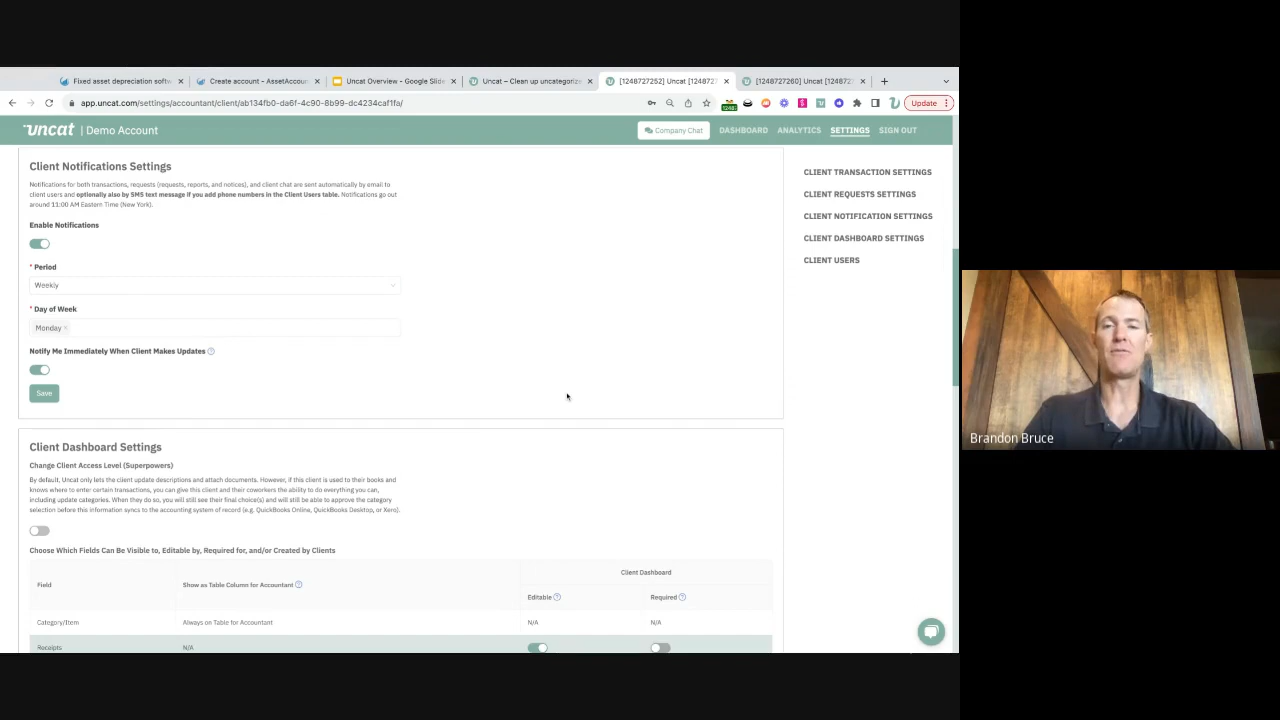 Fixed asset depreciation softw
Create account - AssetAccoun
Uncat Overview - Google Slide
Uncat – Clean up uncategoriz
[1248727252] Uncat [124872
[1248727260] Uncat [12487
app.uncat.com/settings/accountant/client/ab134fb0-da6f-4c90-8b99-dc4234caf1fa/
Update
uncat | Demo Account
Company Chat
DASHBOARD
ANALYTICS
SETTINGS
SIGN OUT
Client Notifications Settings
Notifications for both transactions, requests (requests, reports, and notices), and client chat are sent automatically by email to
client users and optionally also by SMS text message if you add phone numbers in the Client Users table. Notifications go out
around 11:00 AM Eastern Time (New York).
Enable Notifications
* Period
Weekly
* Day of Week
Monday ×
Notify Me Immediately When Client Makes Updates
Save
CLIENT TRANSACTION SETTINGS
CLIENT REQUESTS SETTINGS
CLIENT NOTIFICATION SETTINGS
CLIENT DASHBOARD SETTINGS
CLIENT USERS
Client Dashboard Settings
Change Client Access Level (Superpowers)
By default, Uncat only lets the client update descriptions and attach documents. However, if this client is used to their books and
knows where to enter certain transactions, you can give this client and their coworkers the ability to do everything you can,
including update categories. When they do so, you will still see their final choice(s) and will still be able to approve the category
selection before this information syncs to the accounting system of record (e.g. QuickBooks Online, QuickBooks Desktop, or Xero).
Choose Which Fields Can Be Visible to, Editable by, Required for, and/or Created by Clients
Field
Show as Table Column for Accountant
Client Dashboard
Editable
Required
Category/Item
Always on Table for Accountant
N/A
N/A
Receipts
N/A
Brandon Bruce